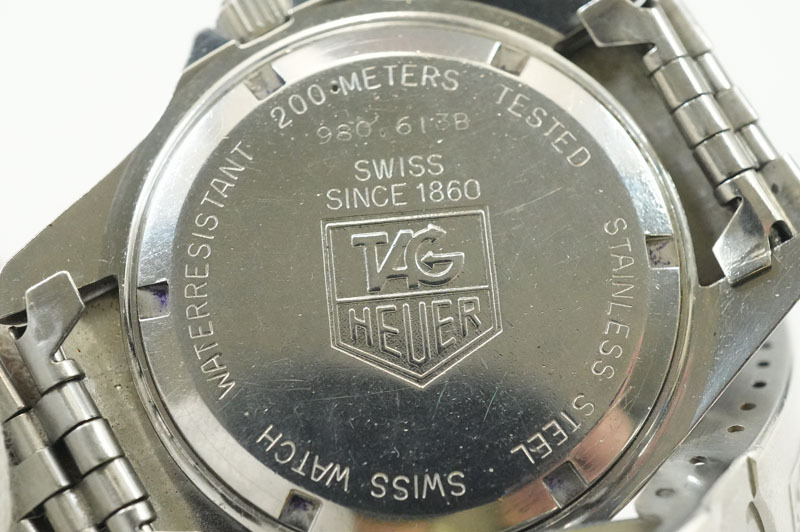 WATERRESISTANT 200 METERS TESTED
980.613B
SWISS
SINCE 1860
TAG
HEUER
STAINLESS STEEL
SWISS WATCH